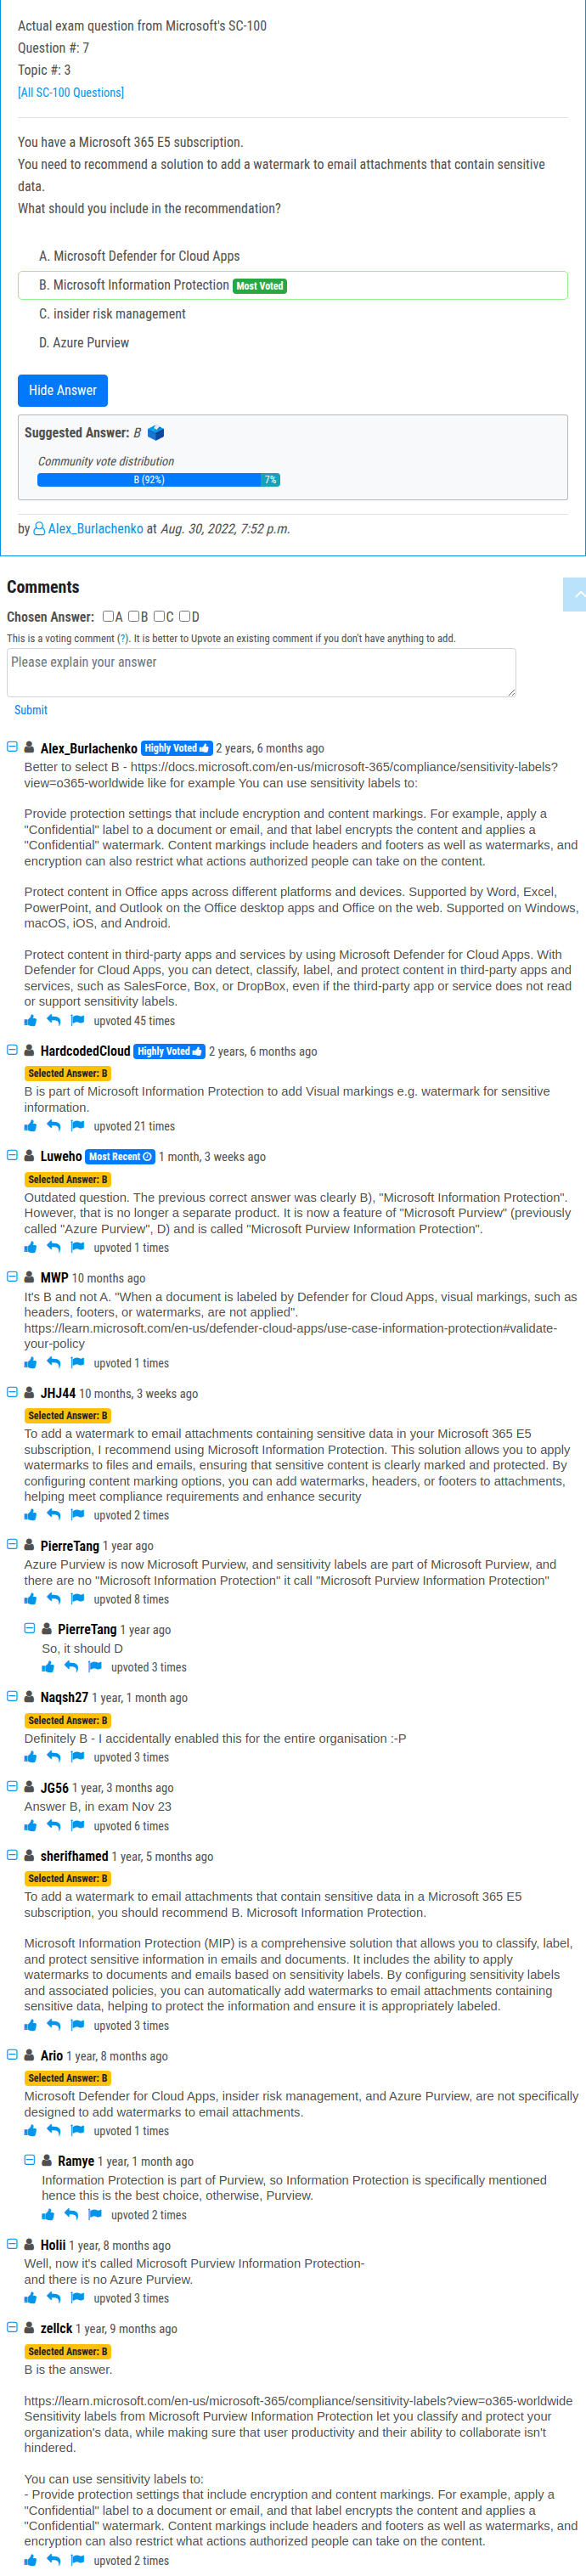 Actual exam question from Microsoft's SC-100
Question #: 7
Topic #: 3
[All SC-100 Questions]
You have a Microsoft 365 E5 subscription.
You need to recommend a solution to add a watermark to email attachments that contain sensitive
data.
What should you include in the recommendation?
A. Microsoft Defender for Cloud Apps
B. Microsoft Information Protection Most Voted
C. insider risk management
D. Azure Purview
Hide Answer
Suggested Answer: B
Community vote distribution
B (92%) 7%
by Alex_Burlachenko at Aug. 30, 2022, 7:52 p.m.
Comments
Chosen Answer: A B C D
This is a voting comment (?). It is better to Upvote an existing comment if you don't have anything to add.
Please explain your answer
Submit
Alex_Burlachenko Highly Voted 2 years, 6 months ago
Better to select B - https://docs.microsoft.com/en-us/microsoft-365/compliance/sensitivity-labels?
view=o365-worldwide like for example You can use sensitivity labels to:
Provide protection settings that include encryption and content markings. For example, apply a
"Confidential" label to a document or email, and that label encrypts the content and applies a
"Confidential" watermark. Content markings include headers and footers as well as watermarks, and
encryption can also restrict what actions authorized people can take on the content.
Protect content in Office apps across different platforms and devices. Supported by Word, Excel,
PowerPoint, and Outlook on the Office desktop apps and Office on the web. Supported on Windows,
macOS, iOS, and Android.
Protect content in third-party apps and services by using Microsoft Defender for Cloud Apps. With
Defender for Cloud Apps, you can detect, classify, label, and protect content in third-party apps and
services, such as SalesForce, Box, or DropBox, even if the third-party app or service does not read
or support sensitivity labels.
upvoted 45 times
HardcodedCloud Highly Voted 2 years, 6 months ago
Selected Answer: B
B is part of Microsoft Information Protection to add Visual markings e.g. watermark for sensitive
information.
upvoted 21 times
Luweho Most Recent 1 month, 3 weeks ago
Selected Answer: B
Outdated question. The previous correct answer was clearly B), "Microsoft Information Protection".
However, that is no longer a separate product. It is now a feature of "Microsoft Purview" (previously
called "Azure Purview", D) and is called "Microsoft Purview Information Protection".
upvoted 1 times
MWP 10 months ago
It's B and not A. "When a document is labeled by Defender for Cloud Apps, visual markings, such as
headers, footers, or watermarks, are not applied".
https://learn.microsoft.com/en-us/defender-cloud-apps/use-case-information-protection#validate-
your-policy
upvoted 1 times
JHJ44 10 months, 3 weeks ago
Selected Answer: B
To add a watermark to email attachments containing sensitive data in your Microsoft 365 E5
subscription, I recommend using Microsoft Information Protection. This solution allows you to apply
watermarks to files and emails, ensuring that sensitive content is clearly marked and protected. By
configuring content marking options, you can add watermarks, headers, or footers to attachments,
helping meet compliance requirements and enhance security
upvoted 2 times
PierreTang 1 year ago
Azure Purview is now Microsoft Purview, and sensitivity labels are part of Microsoft Purview, and
there are no "Microsoft Information Protection" it call "Microsoft Purview Information Protection"
upvoted 8 times
PierreTang 1 year ago
So, it should D
upvoted 3 times
Naqsh27 1 year, 1 month ago
Selected Answer: B
Definitely B - I accidentally enabled this for the entire organisation :-P
upvoted 3 times
JG56 1 year, 3 months ago
Answer B, in exam Nov 23
upvoted 6 times
sherifhamed 1 year, 5 months ago
Selected Answer: B
To add a watermark to email attachments that contain sensitive data in a Microsoft 365 E5
subscription, you should recommend B. Microsoft Information Protection.
Microsoft Information Protection (MIP) is a comprehensive solution that allows you to classify, label,
and protect sensitive information in emails and documents. It includes the ability to apply
watermarks to documents and emails based on sensitivity labels. By configuring sensitivity labels
and associated policies, you can automatically add watermarks to email attachments containing
sensitive data, helping to protect the information and ensure it is appropriately labeled.
upvoted 3 times
Ario 1 year, 8 months ago
Selected Answer: B
Microsoft Defender for Cloud Apps, insider risk management, and Azure Purview, are not specifically
designed to add watermarks to email attachments.
upvoted 1 times
Ramye 1 year, 1 month ago
Information Protection is part of Purview, so Information Protection is specifically mentioned
hence this is the best choice, otherwise, Purview.
upvoted 2 times
Holii 1 year, 8 months ago
Well, now it's called Microsoft Purview Information Protection-
and there is no Azure Purview.
upvoted 3 times
zellck 1 year, 9 months ago
Selected Answer: B
B is the answer.
https://learn.microsoft.com/en-us/microsoft-365/compliance/sensitivity-labels?view=o365-worldwide
Sensitivity labels from Microsoft Purview Information Protection let you classify and protect your
organization's data, while making sure that user productivity and their ability to collaborate isn't
hindered.
You can use sensitivity labels to:
- Provide protection settings that include encryption and content markings. For example, apply a
"Confidential" label to a document or email, and that label encrypts the content and applies a
"Confidential" watermark. Content markings include headers and footers as well as watermarks, and
encryption can also restrict what actions authorized people can take on the content.
upvoted 2 times